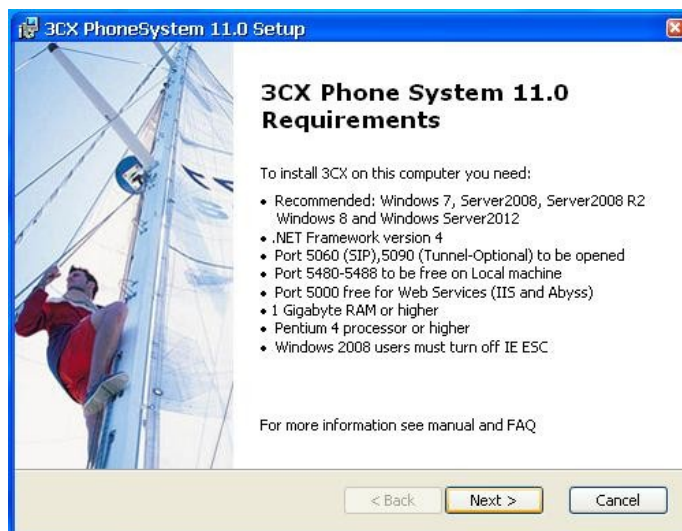 3CX PhoneSystem 11.0 Setup
3CX Phone System 11.0
Requirements
To install 3CX on this computer you need:
• Recommended: Windows 7, Server2008, Server2008 R2
Windows 8 and Windows Server2012
• .NET Framework version 4
• Port 5060 (SIP),5090 (Tunnel-Optional) to be opened
• Port 5480-5488 to be free on Local machine
• Port 5000 free for Web Services (IIS and Abyss)
• 1 Gigabyte RAM or higher
• Pentium 4 processor or higher
• Windows 2008 users must turn off IE ESC
For more information see manual and FAQ
< Back Next > Cancel